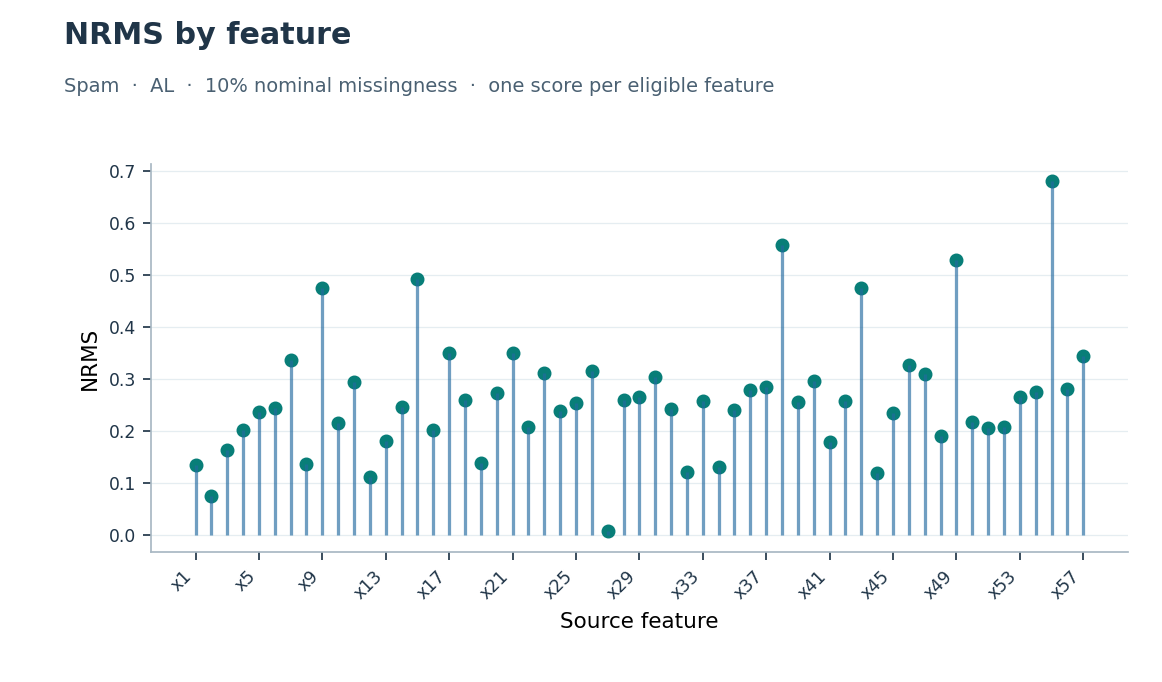 NRMS by feature
Spam · AL · 10% nominal missingness · one score per eligible feature
0.7
0.6
0.5
0.4
0.3
0.2
0.1
0.0
NRMS
x1 x5 x9 x13 x17 x21 x25 x29 x33 x37 x41 x45 x49 x53 x57
Source feature